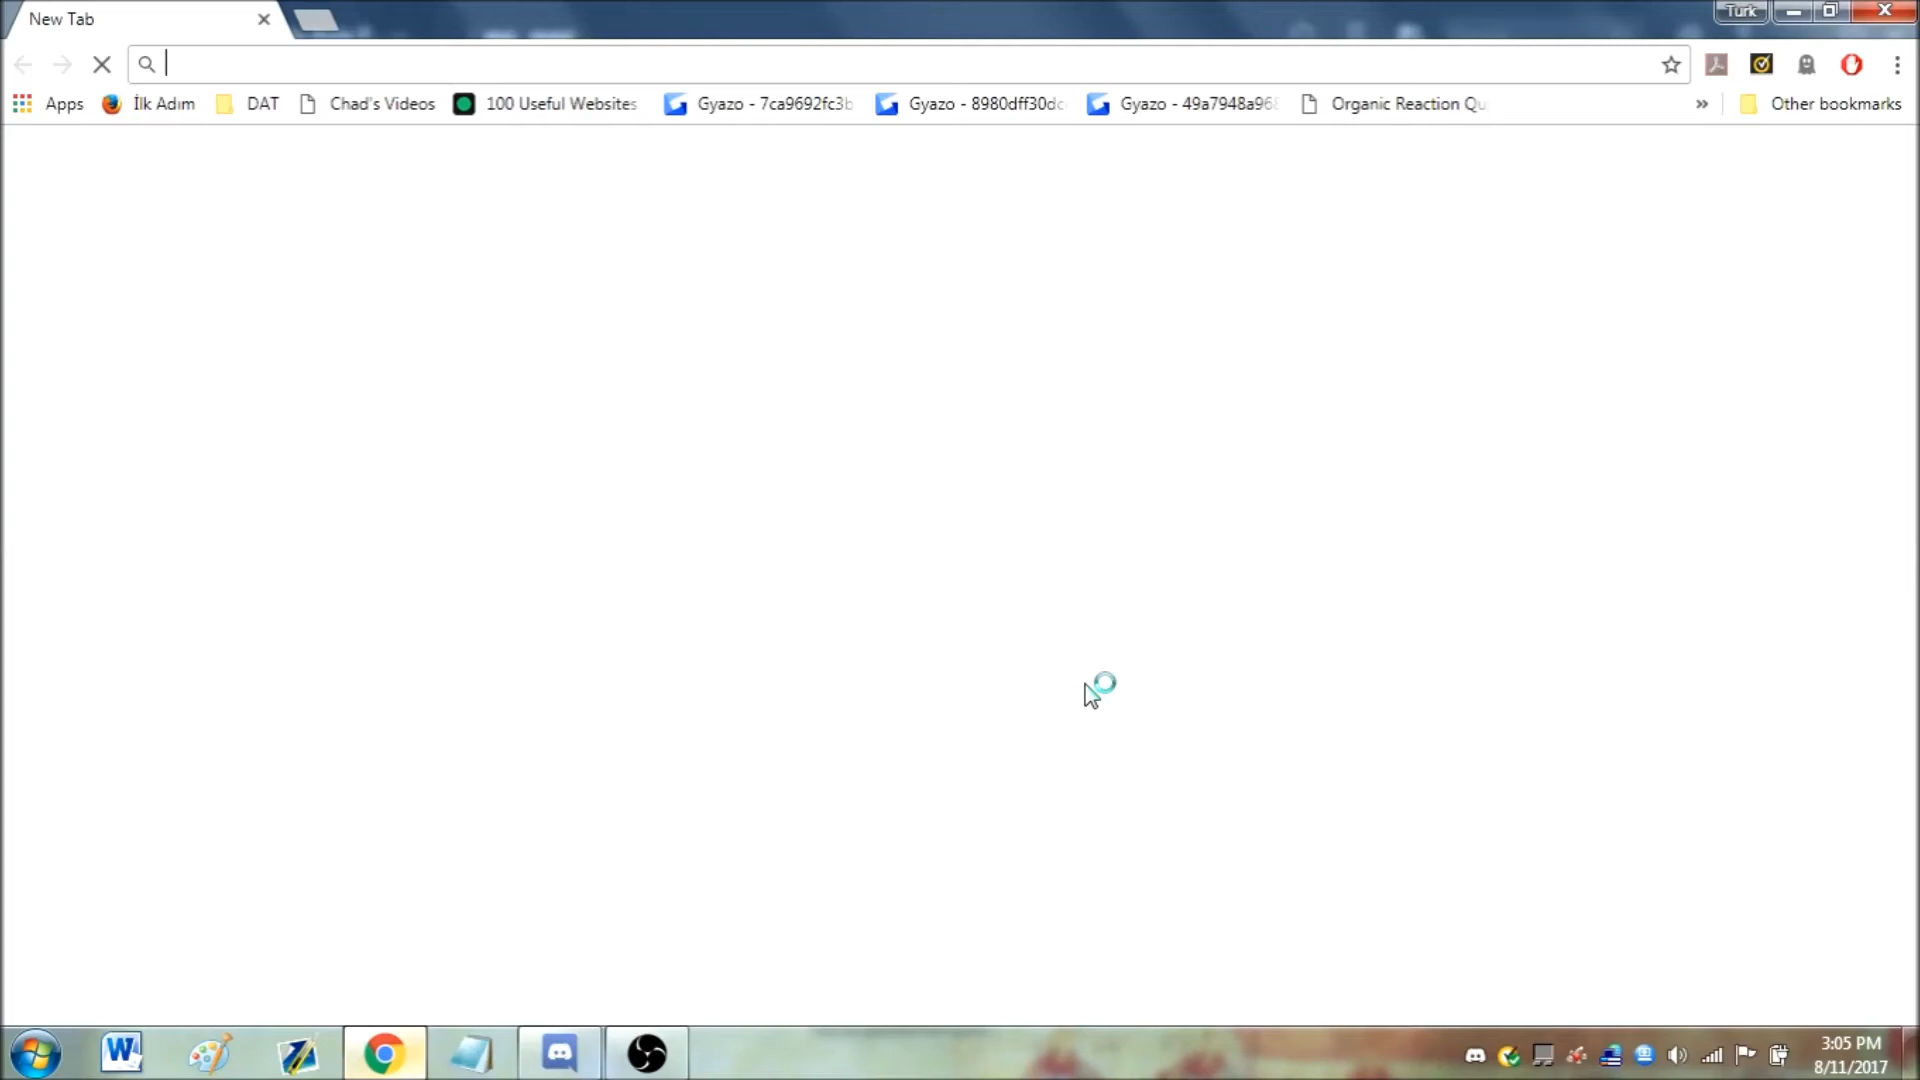 New Tab
Turk
Apps
İlk Adım
DAT
Chad's Videos
100 Useful Websites
Gyazo - 7ca9692fc3b
Gyazo - 8980dff30dc
Gyazo - 49a7948a968
Organic Reaction Qu
»
Other bookmarks
3:05 PM
8/11/2017